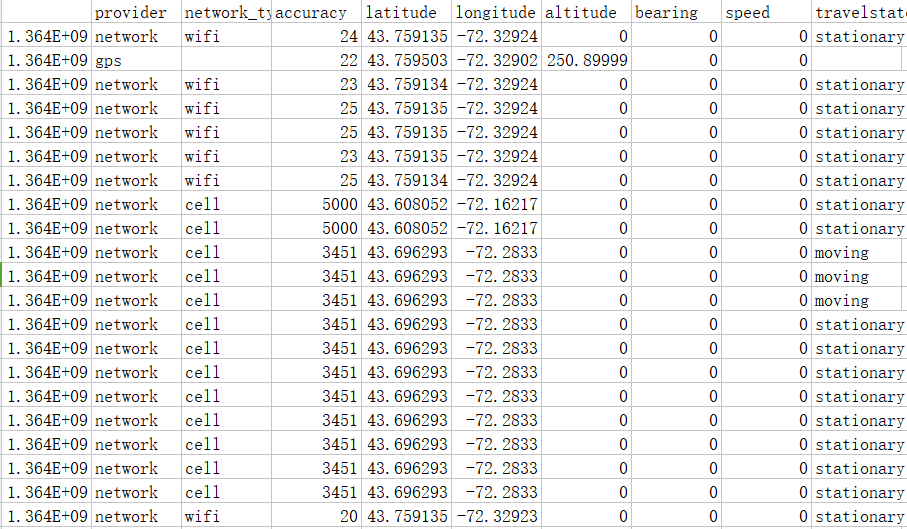 provider network_ty accuracy latitude longitude altitude bearing speed travelstate
1.364E+09 network wifi 24 43.759135 -72.32924 0 0 0 stationary
1.364E+09 gps 22 43.759503 -72.32902 250.89999 0 0
1.364E+09 network wifi 23 43.759134 -72.32924 0 0 0 stationary
1.364E+09 network wifi 25 43.759135 -72.32924 0 0 0 stationary
1.364E+09 network wifi 25 43.759135 -72.32924 0 0 0 stationary
1.364E+09 network wifi 23 43.759135 -72.32924 0 0 0 stationary
1.364E+09 network wifi 25 43.759134 -72.32924 0 0 0 stationary
1.364E+09 network cell 5000 43.608052 -72.16217 0 0 0 stationary
1.364E+09 network cell 5000 43.608052 -72.16217 0 0 0 stationary
1.364E+09 network cell 3451 43.696293 -72.2833 0 0 0 moving
1.364E+09 network cell 3451 43.696293 -72.2833 0 0 0 moving
1.364E+09 network cell 3451 43.696293 -72.2833 0 0 0 moving
1.364E+09 network cell 3451 43.696293 -72.2833 0 0 0 stationary
1.364E+09 network cell 3451 43.696293 -72.2833 0 0 0 stationary
1.364E+09 network cell 3451 43.696293 -72.2833 0 0 0 stationary
1.364E+09 network cell 3451 43.696293 -72.2833 0 0 0 stationary
1.364E+09 network cell 3451 43.696293 -72.2833 0 0 0 stationary
1.364E+09 network cell 3451 43.696293 -72.2833 0 0 0 stationary
1.364E+09 network cell 3451 43.696293 -72.2833 0 0 0 stationary
1.364E+09 network cell 3451 43.696293 -72.2833 0 0 0 stationary
1.364E+09 network wifi 20 43.759135 -72.32923 0 0 0 stationary